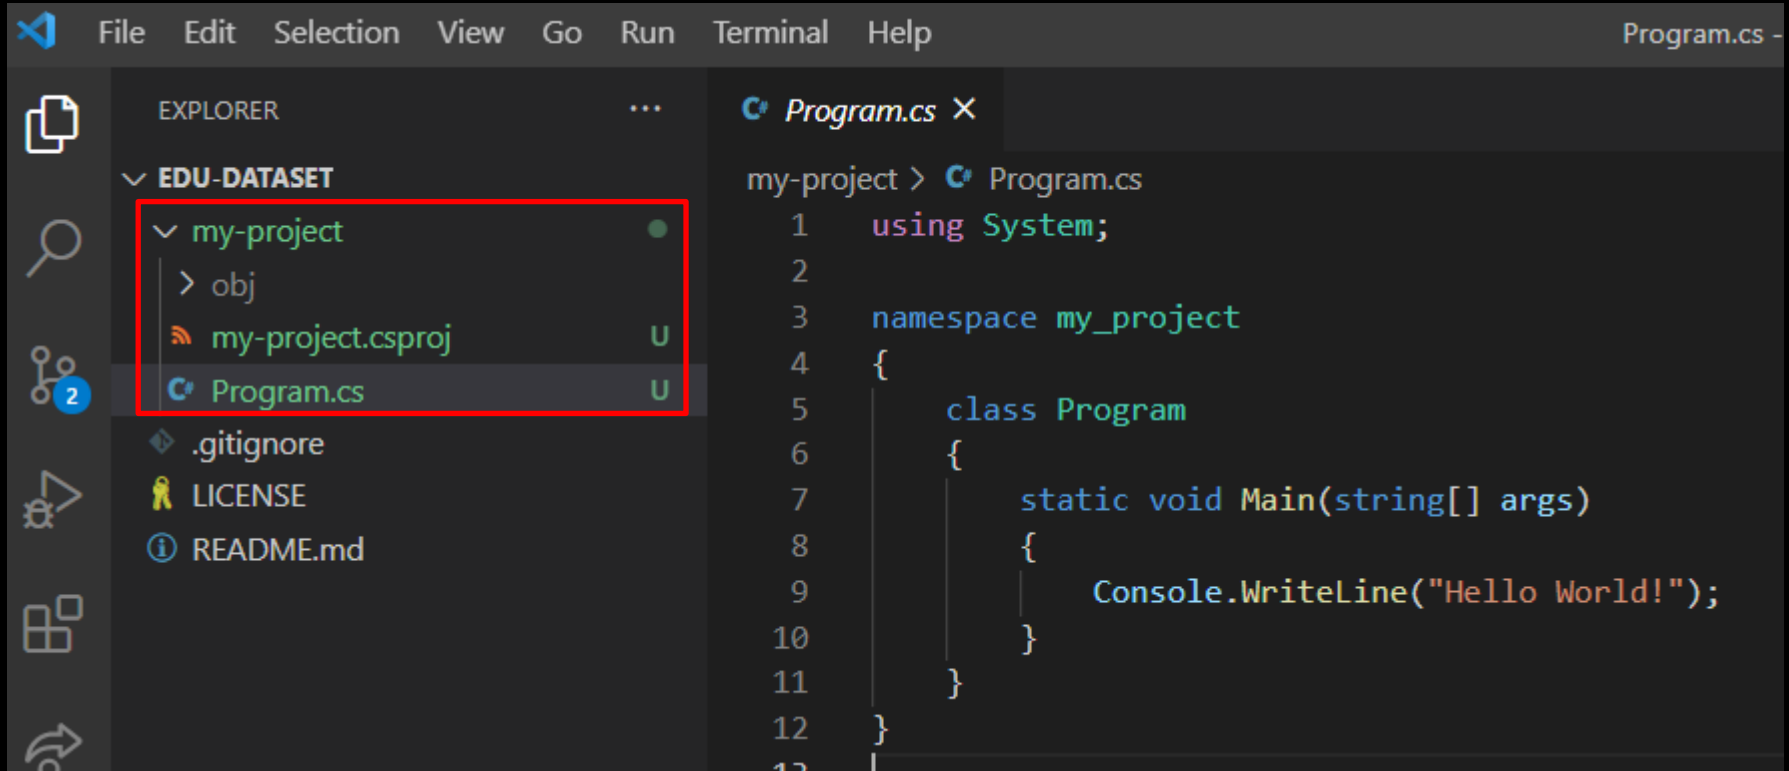 File Edit Selection View Go Run Terminal Help Program.cs -
EXPLORER ...
C# Program.cs ×
EDU-DATASET
my-project
obj
my-project.csproj U
C# Program.cs U
.gitignore
LICENSE
README.md
2
my-project > C# Program.cs
1 using System;
2
3 namespace my_project
4 {
5 class Program
6 {
7 static void Main(string[] args)
8 {
9 Console.WriteLine("Hello World!");
10 }
11 }
12 }
13